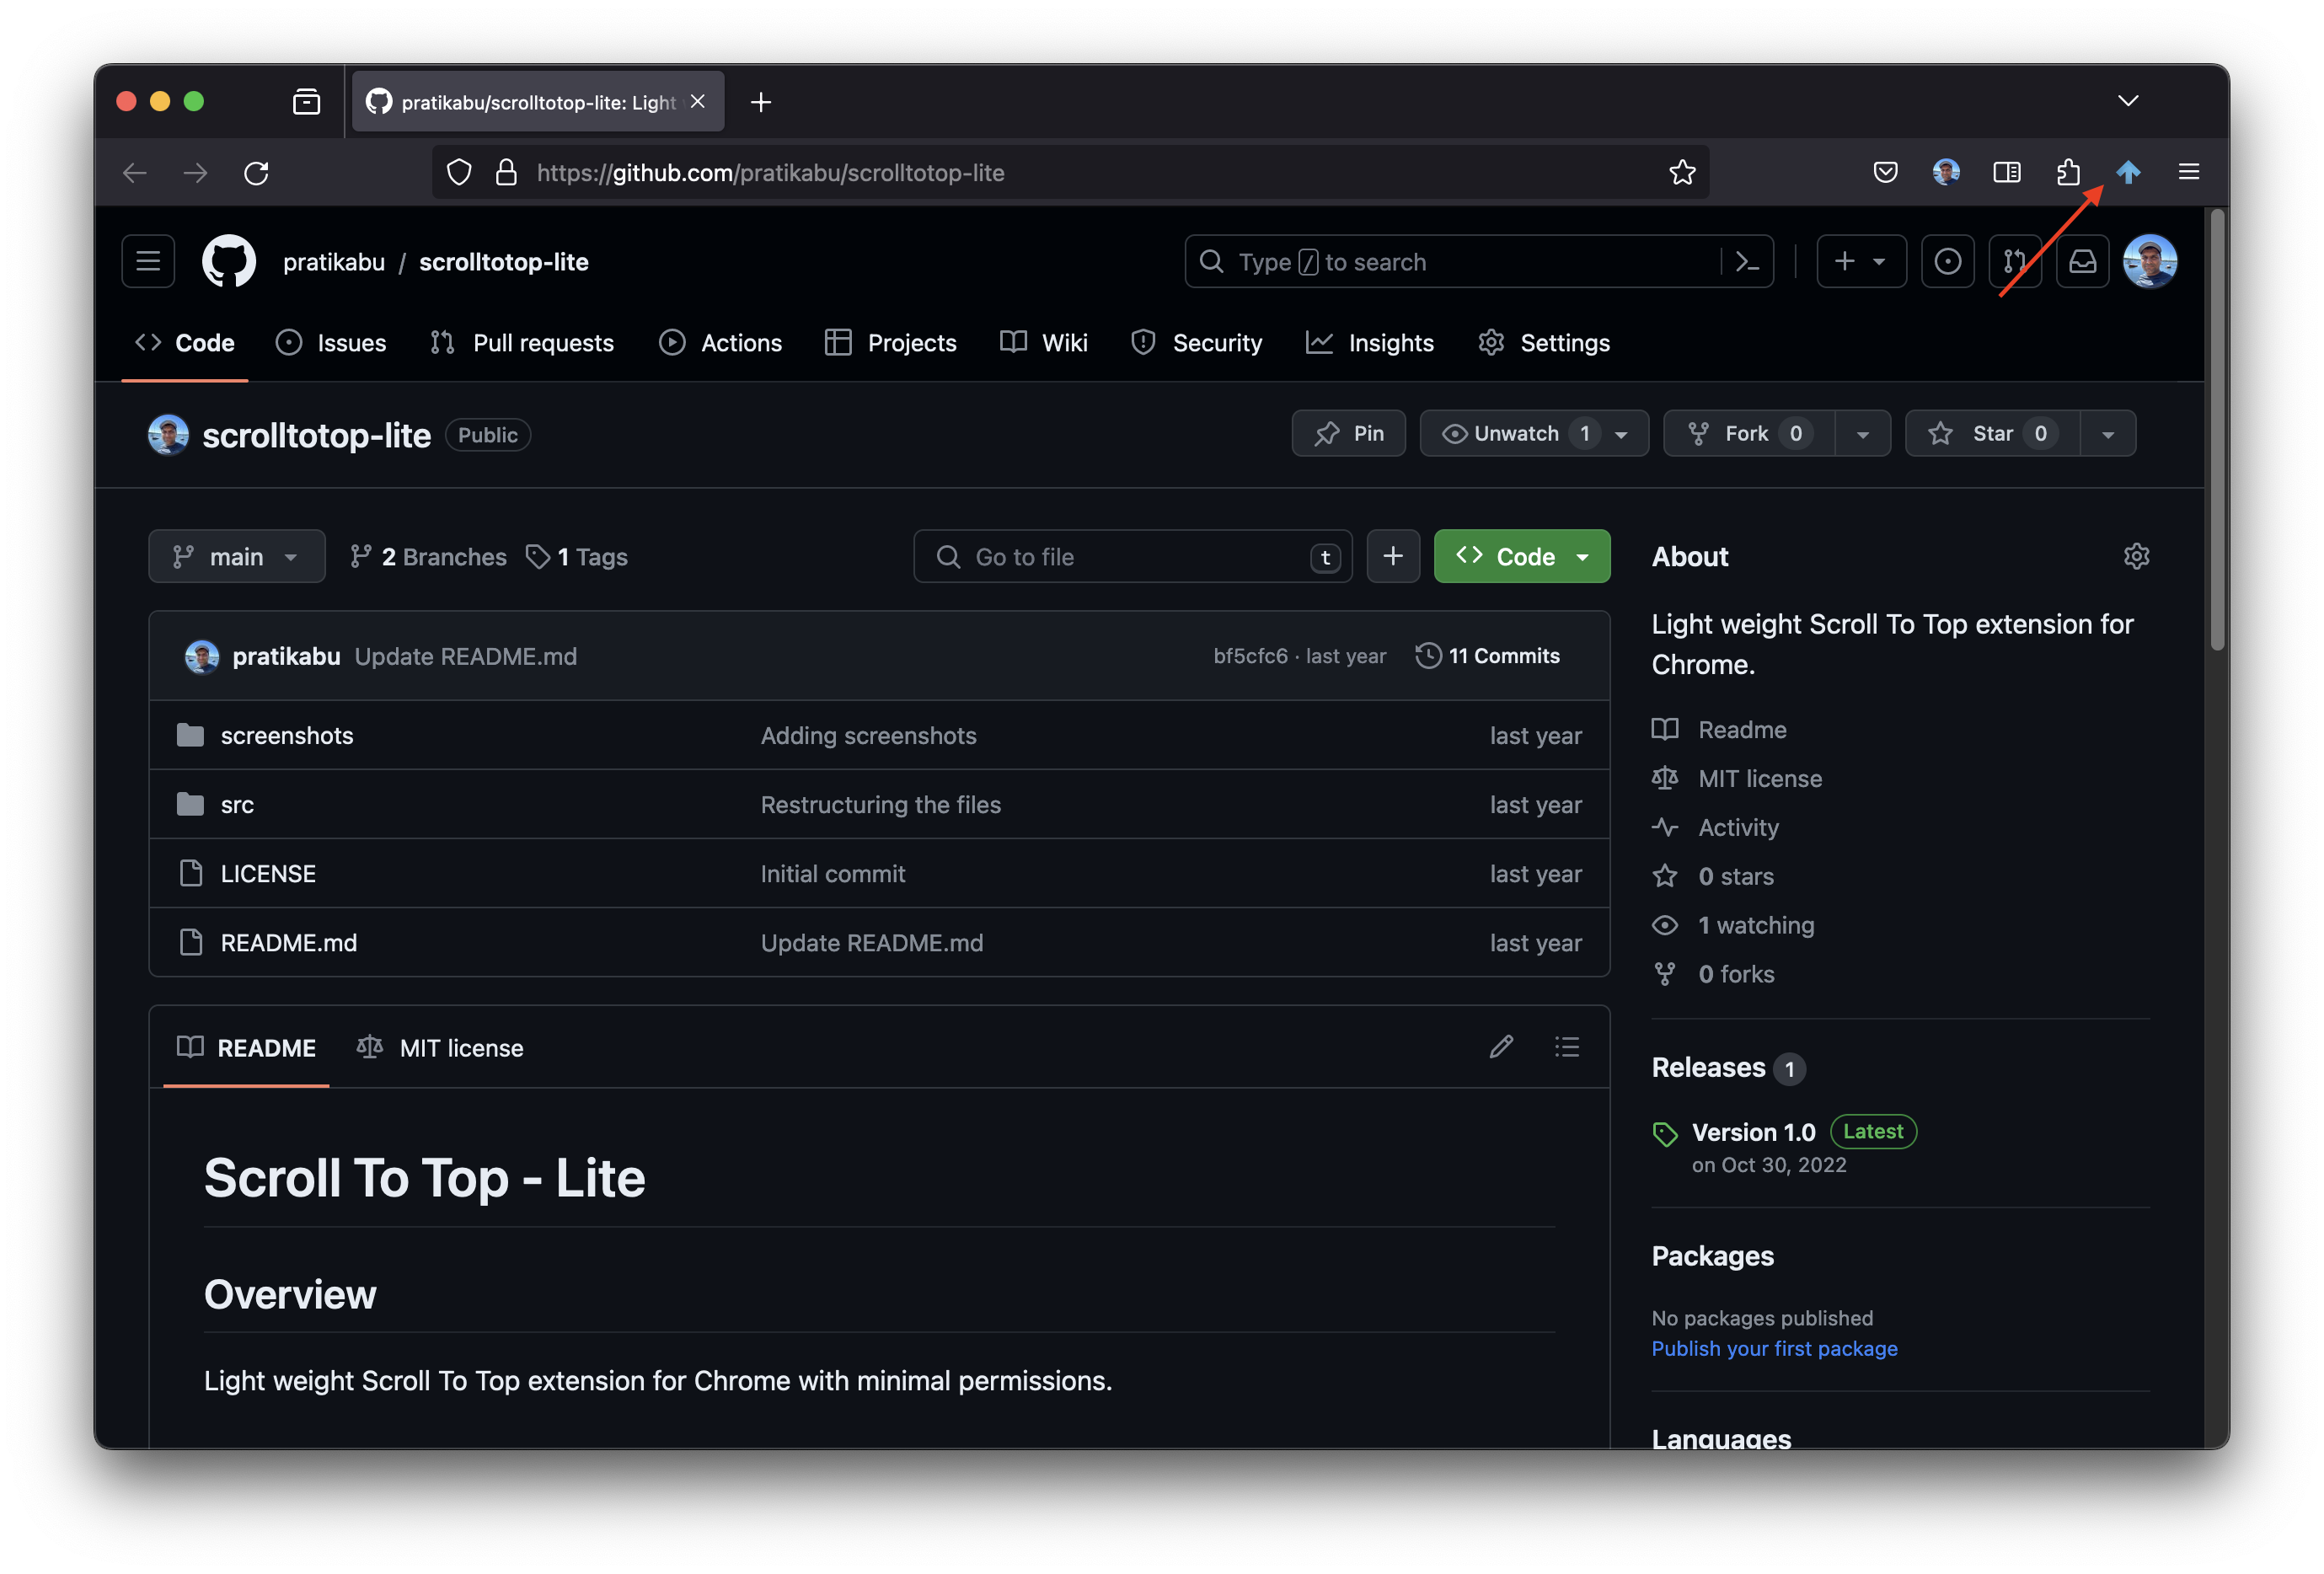 pratikabu/scrolltotop-lite: Light
https://github.com/pratikabu/scrolltotop-lite
pratikabu / scrolltotop-lite
Type / to search
Code Issues Pull requests Actions Projects Wiki Security Insights Settings
scrolltotop-lite Public
Pin Unwatch 1 Fork 0 Star 0
main 2 Branches 1 Tags Go to file t + Code
pratikabu Update README.md bf5cfc6 · last year 11 Commits
screenshots Adding screenshots last year
src Restructuring the files last year
LICENSE Initial commit last year
README.md Update README.md last year
README MIT license
Scroll To Top - Lite
Overview
Light weight Scroll To Top extension for Chrome with minimal permissions.
About
Light weight Scroll To Top extension for
Chrome.
Readme
MIT license
Activity
0 stars
1 watching
0 forks
Releases 1
Version 1.0 Latest
on Oct 30, 2022
Packages
No packages published
Publish your first package
Languages